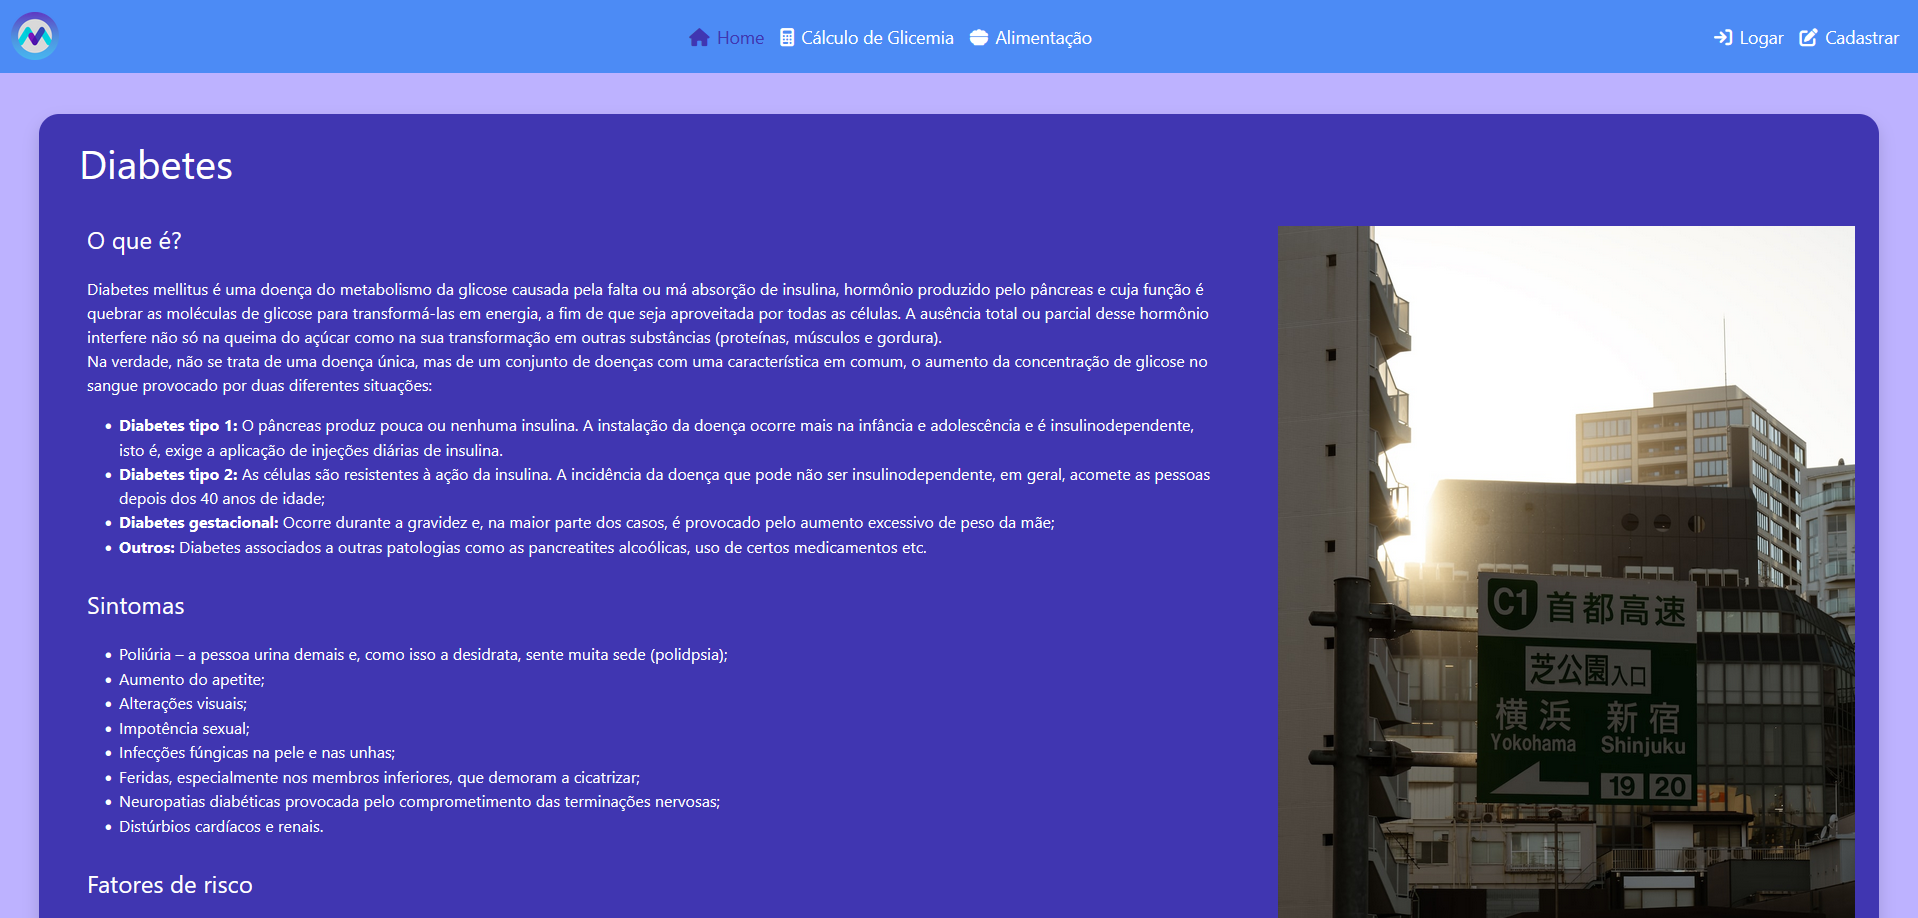 Home Cálculo de Glicemia Alimentação Logar Cadastrar
Diabetes
O que é?
Diabetes mellitus é uma doença do metabolismo da glicose causada pela falta ou má absorção de insulina, hormônio produzido pelo pâncreas e cuja função é
quebrar as moléculas de glicose para transformá-las em energia, a fim de que seja aproveitada por todas as células. A ausência total ou parcial desse hormônio
interfere não só na queima do açúcar como na sua transformação em outras substâncias (proteínas, músculos e gordura).
Na verdade, não se trata de uma doença única, mas de um conjunto de doenças com uma característica em comum, o aumento da concentração de glicose no
sangue provocado por duas diferentes situações:
• Diabetes tipo 1: O pâncreas produz pouca ou nenhuma insulina. A instalação da doença ocorre mais na infância e adolescência e é insulinodependente,
isto é, exige a aplicação de injeções diárias de insulina.
• Diabetes tipo 2: As células são resistentes à ação da insulina. A incidência da doença que pode não ser insulinodependente, em geral, acomete as pessoas
depois dos 40 anos de idade;
• Diabetes gestacional: Ocorre durante a gravidez e, na maior parte dos casos, é provocado pelo aumento excessivo de peso da mãe;
• Outros: Diabetes associados a outras patologias como as pancreatites alcoólicas, uso de certos medicamentos etc.
Sintomas
• Poliúria – a pessoa urina demais e, como isso a desidrata, sente muita sede (polidpsia);
• Aumento do apetite;
• Alterações visuais;
• Impotência sexual;
• Infecções fúngicas na pele e nas unhas;
• Feridas, especialmente nos membros inferiores, que demoram a cicatrizar;
• Neuropatias diabéticas provocada pelo comprometimento das terminações nervosas;
• Distúrbios cardíacos e renais.
Fatores de risco
C1 首都高速
芝公園入口
横浜 新宿
Yokohama Shinjuku
19 20